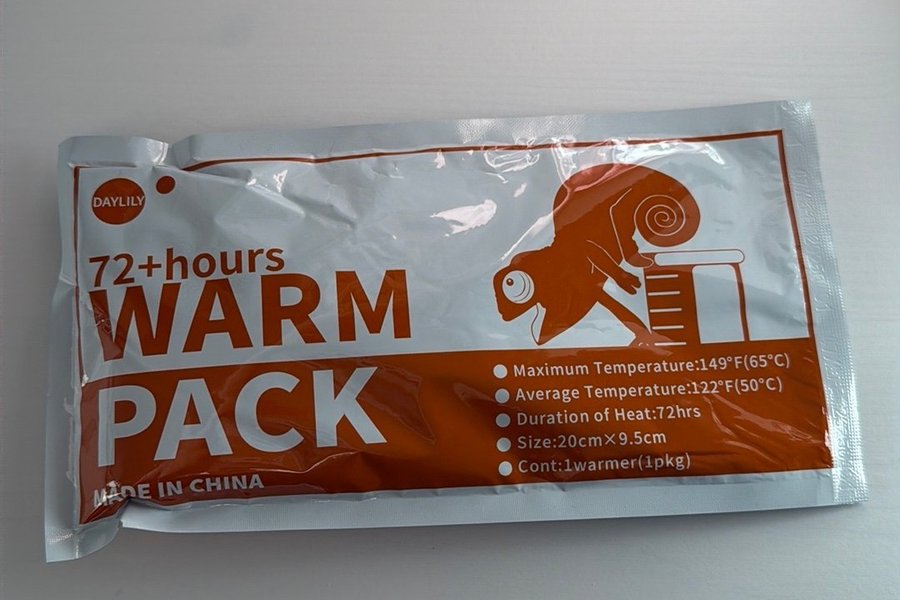 DAYLILY
72+hours
WARM
PACK
MADE IN CHINA
Maximum Temperature:149°F(65°C)
Average Temperature:122°F(50°C)
Duration of Heat:72hrs
Size:20cm×9.5cm
Cont:1warmer(1pkg)